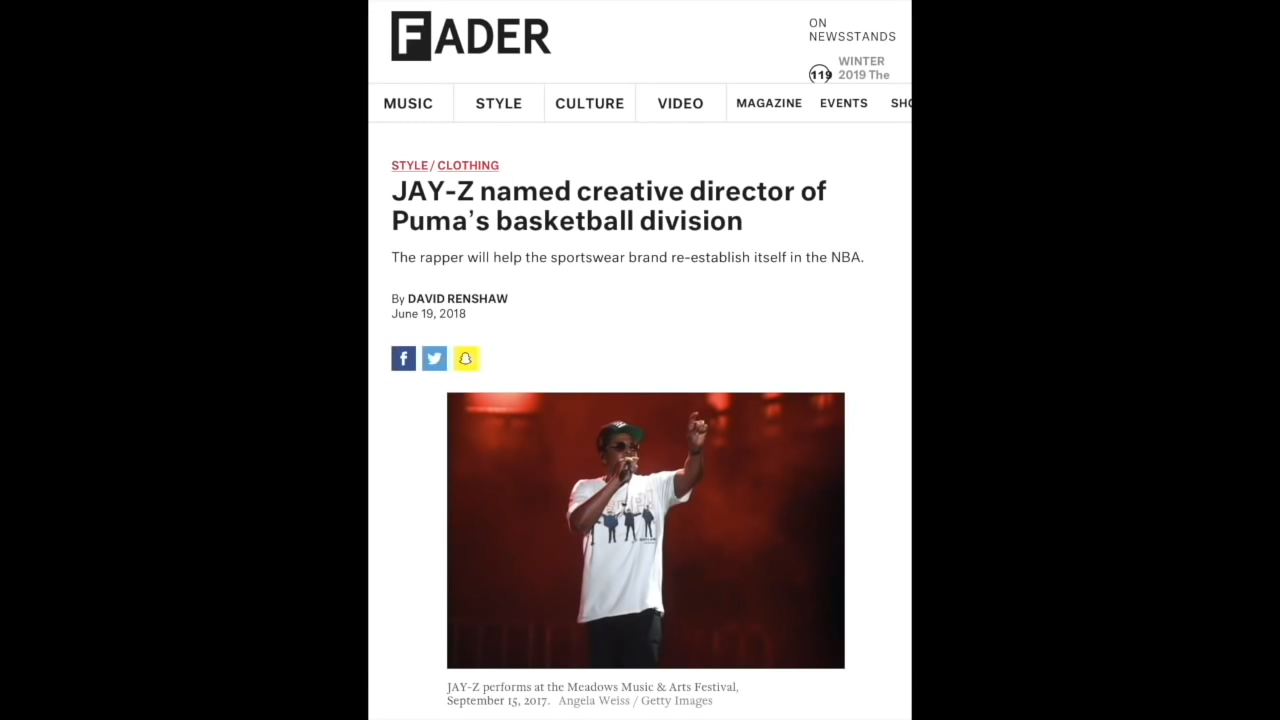 FADER
ON
NEWSSTANDS
119
WINTER
2019 The
MUSIC
STYLE
CULTURE
VIDEO
MAGAZINE
EVENTS
SHO
STYLE / CLOTHING
JAY-Z named creative director of
Puma’s basketball division
The rapper will help the sportswear brand re-establish itself in the NBA.
By DAVID RENSHAW
June 19, 2018
JAY-Z performs at the Meadows Music & Arts Festival,
September 15, 2017. Angela Weiss / Getty Images